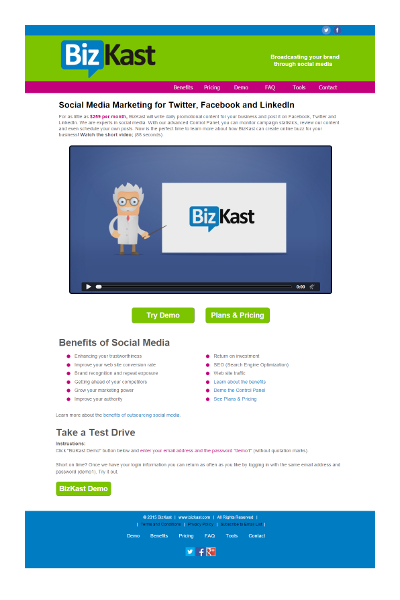 BizKast
Broadcasting your brand
through social media
Benefits Pricing Demo FAQ Tools Contact
Social Media Marketing for Twitter, Facebook and LinkedIn
For as little as $249 per month, BizKast will write daily promotional content for your business and post it on Facebook, Twitter and
LinkedIn. We are experts in social media. With our advanced Control Panel, you can monitor campaign statistics, review our content
and even schedule your own posts. Now is the perfect time to learn more about how BizKast can create online buzz for your
business! Watch the short video: (88 seconds)
BizKast
0:00
Try Demo Plans & Pricing
Benefits of Social Media
Enhancing your trustworthiness
Improve your web site conversion rate
Brand recognition and repeat exposure
Getting ahead of your competitors
Grow your marketing power
Improve your authority
Return on investment
SEO (Search Engine Optimization)
Web site traffic
Learn about the benefits
Demo the Control Panel
See Plans & Pricing
Learn more about the benefits of outsourcing social media
Take a Test Drive
Instructions:
Click "BizKast Demo" button below and enter your email address and the password "demo!" (without quotation marks)
Short on time? Once we have your login information you can return as often as you like by logging in with the same email address and
password (demo!). Try it out.
BizKast Demo
© 2013 BizKast | www.bizkast.com | All Rights Reserved |
| Terms and Conditions | Privacy Policy |
Demo Benefits Pricing FAQ Tools Contact